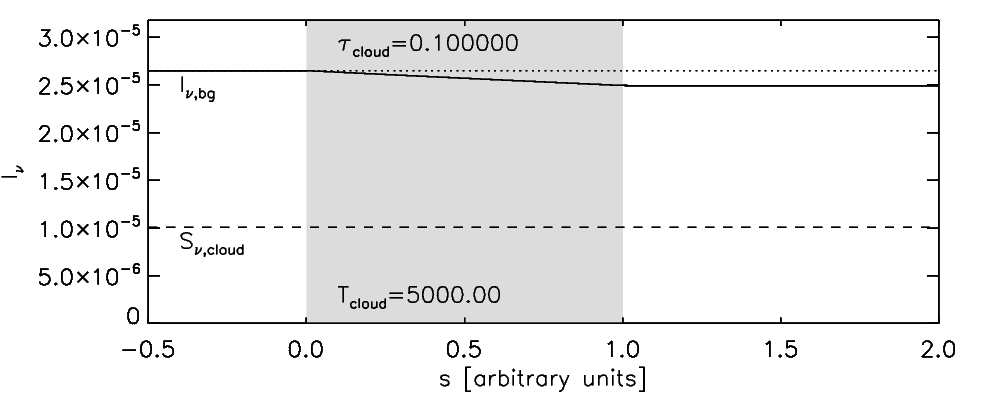 3.0×10⁻⁵
τcloud=0.100000
2.5×10⁻⁵
Iν,bg
2.0×10⁻⁵
Iν
1.5×10⁻⁵
1.0×10⁻⁵
Sν,cloud
5.0×10⁻⁶
Tcloud=5000.00
0
−0.5 0.0 0.5 1.0 1.5 2.0
s [arbitrary units]